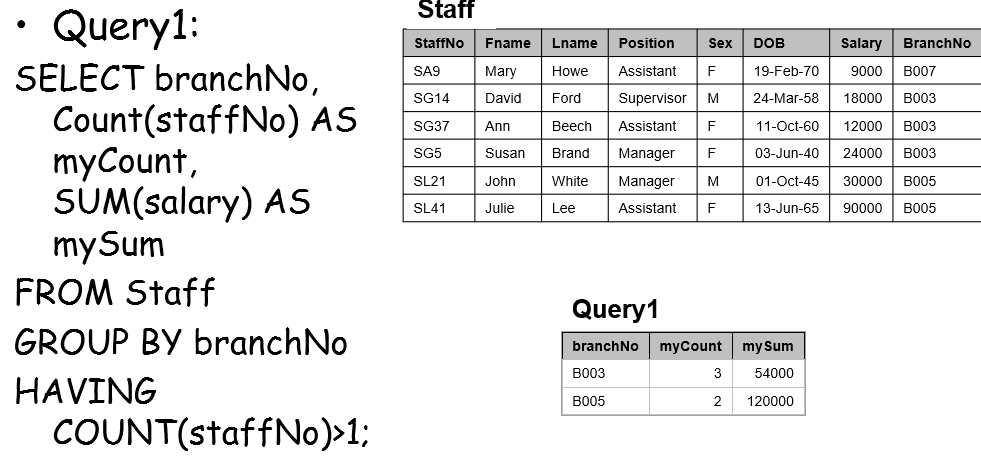 • Query1:
SELECT branchNo,
Count(staffNo) AS
myCount,
SUM(salary) AS
mySum
FROM Staff
GROUP BY branchNo
HAVING
COUNT(staffNo)>1;
Staff
StaffNo Fname Lname Position Sex DOB Salary BranchNo
SA9 Mary Howe Assistant F 19-Feb-70 9000 B007
SG14 David Ford Supervisor M 24-Mar-58 18000 B003
SG37 Ann Beech Assistant F 11-Oct-60 12000 B003
SG5 Susan Brand Manager F 03-Jun-40 24000 B003
SL21 John White Manager M 01-Oct-45 30000 B005
SL41 Julie Lee Assistant F 13-Jun-65 90000 B005
Query1
branchNo myCount mySum
B003 3 54000
B005 2 120000